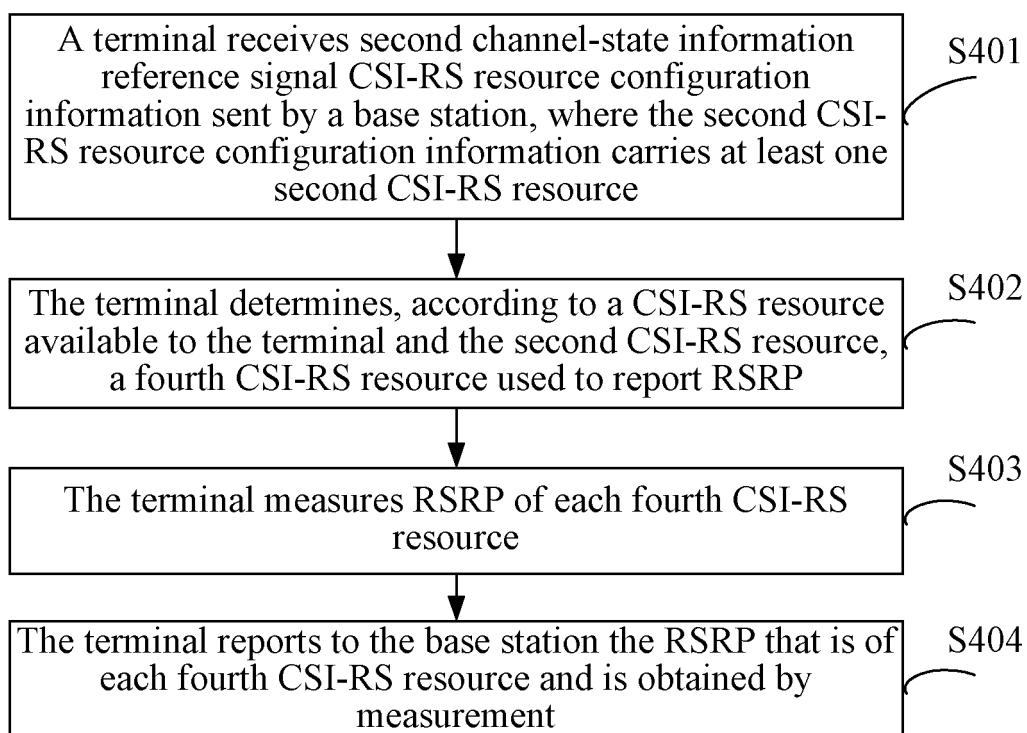 A terminal receives second channel-state information
reference signal CSI-RS resource configuration
information sent by a base station, where the second CSI-
RS resource configuration information carries at least one
second CSI-RS resource
S401
The terminal determines, according to a CSI-RS resource
available to the terminal and the second CSI-RS resource,
a fourth CSI-RS resource used to report RSRP
S402
The terminal measures RSRP of each fourth CSI-RS
resource
S403
The terminal reports to the base station the RSRP that is of
each fourth CSI-RS resource and is obtained by
measurement
S404